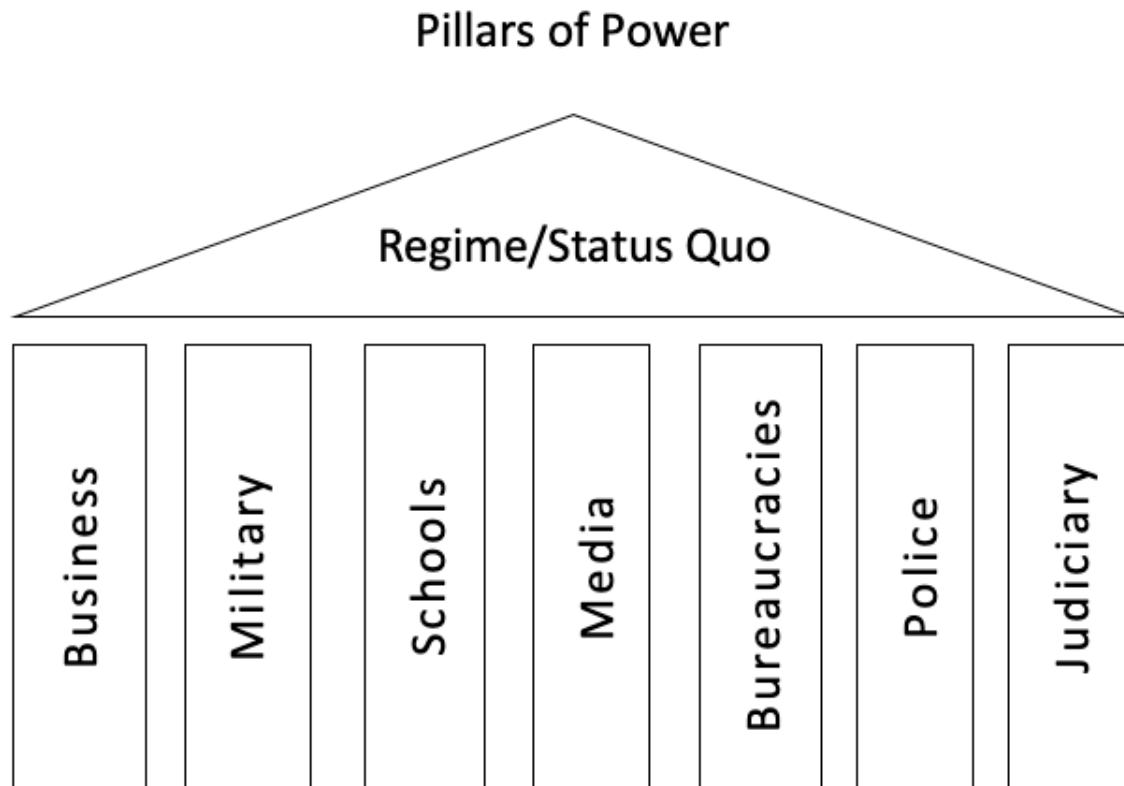 Pillars of Power
Regime/Status Quo
Business
Military
Schools
Media
Bureaucracies
Police
Judiciary